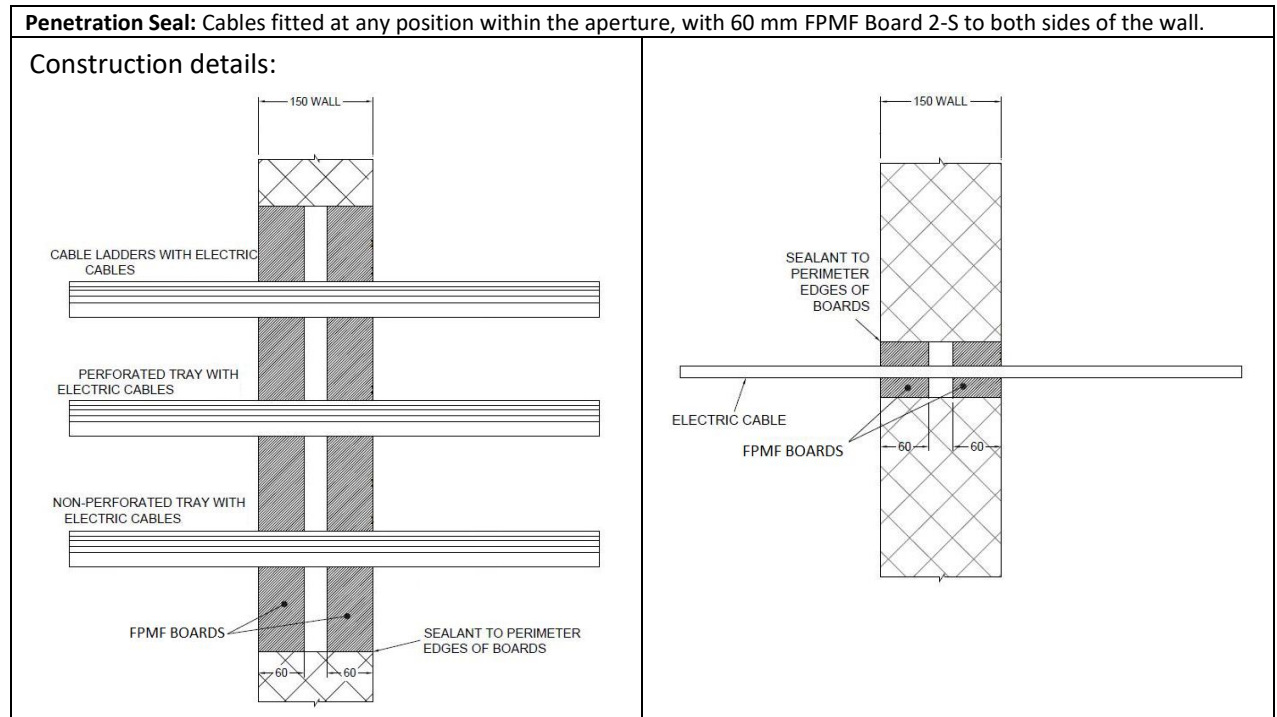 Penetration Seal: Cables fitted at any position within the aperture, with 60 mm FPMF Board 2-S to both sides of the wall.
Construction details:
150 WALL
CABLE LADDERS WITH ELECTRIC
CABLES
PERFORATED TRAY WITH
ELECTRIC CABLES
NON-PERFORATED TRAY WITH
ELECTRIC CABLES
FPMF BOARDS
SEALANT TO PERIMETER
EDGES OF BOARDS
60
60
150 WALL
SEALANT TO
PERIMETER
EDGES OF
BOARDS
ELECTRIC CABLE
FPMF BOARDS
60
60